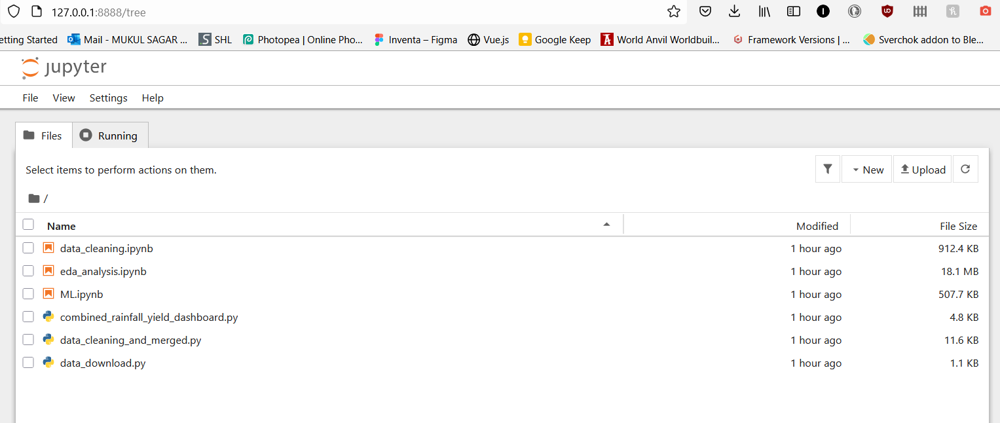 127.0.0.1:8888/tree
etting Started Mail - MUKUL SAGAR ... SHL Photopea | Online Pho... Inventa – Figma Vue.js Google Keep World Anvil Worldbuil... Framework Versions | ... Sverchok addon to Ble...
jupyter
File View Settings Help
Files Running
Select items to perform actions on them. New Upload
/
Name Modified File Size
data_cleaning.ipynb 1 hour ago 912.4 KB
eda_analysis.ipynb 1 hour ago 18.1 MB
ML.ipynb 1 hour ago 507.7 KB
combined_rainfall_yield_dashboard.py 1 hour ago 4.8 KB
data_cleaning_and_merged.py 1 hour ago 11.6 KB
data_download.py 1 hour ago 1.1 KB